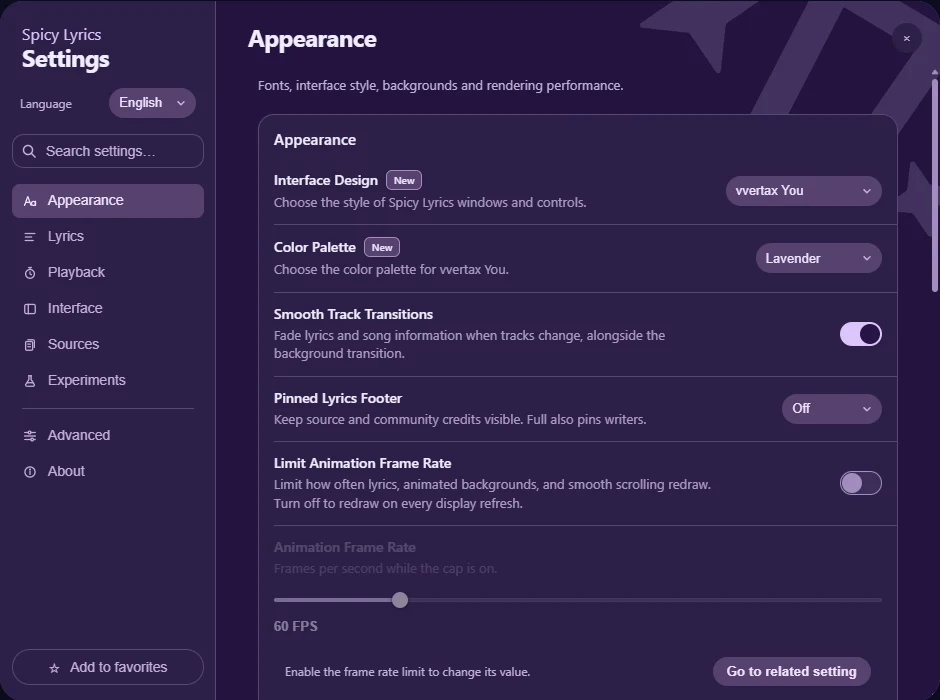 Spicy Lyrics
Settings
Language
English
Search settings...
Appearance
Lyrics
Playback
Interface
Sources
Experiments
Advanced
About
Add to favorites
Appearance
Fonts, interface style, backgrounds and rendering performance.
Appearance
Interface Design New
Choose the style of Spicy Lyrics windows and controls.
vvertax You
Color Palette New
Choose the color palette for vvertax You.
Lavender
Smooth Track Transitions
Fade lyrics and song information when tracks change, alongside the
background transition.
Pinned Lyrics Footer
Keep source and community credits visible. Full also pins writers.
Off
Limit Animation Frame Rate
Limit how often lyrics, animated backgrounds, and smooth scrolling redraw.
Turn off to redraw on every display refresh.
Animation Frame Rate
Frames per second while the cap is on.
60 FPS
Enable the frame rate limit to change its value.
Go to related setting